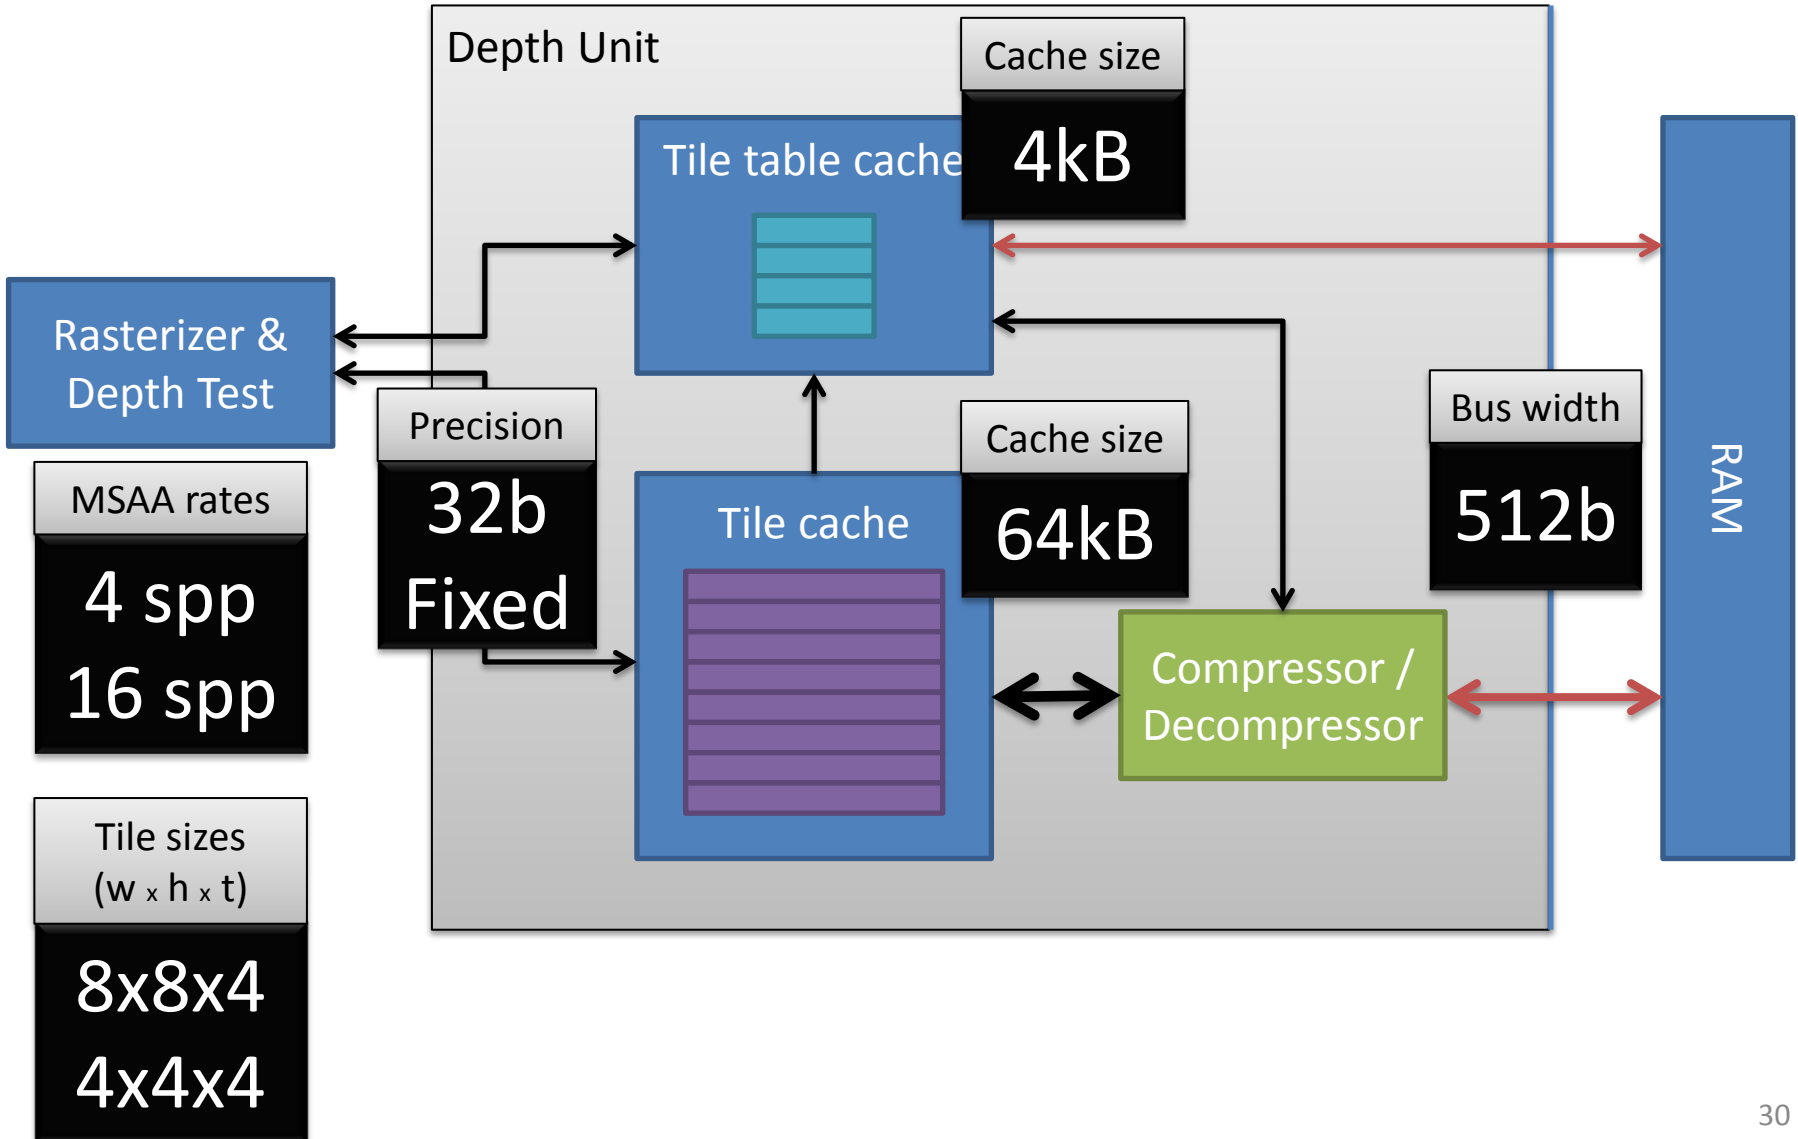 Depth Unit
Cache size
4kB
Tile table cache
Rasterizer &
Depth Test
Precision
32b
Fixed
MSAA rates
4 spp
16 spp
Cache size
64kB
Tile cache
Bus width
512b
RAM
Compressor /
Decompressor
Tile sizes
(w x h x t)
8x8x4
4x4x4
30